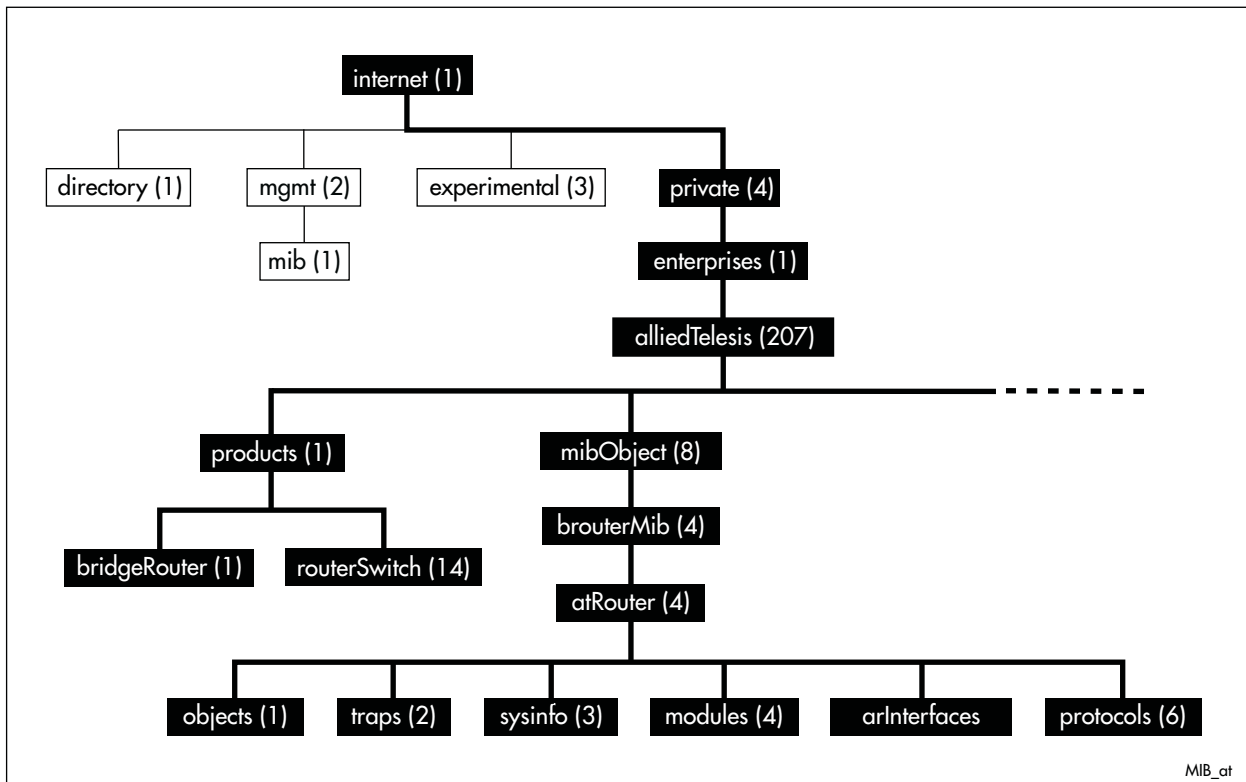 internet (1)
directory (1)
mgmt (2)
experimental (3)
private (4)
mib (1)
enterprises (1)
alliedTelesis (207)
products (1)
mibObject (8)
bridgeRouter (1)
routerSwitch (14)
brouterMib (4)
atRouter (4)
objects (1)
traps (2)
sysinfo (3)
modules (4)
arInterfaces
protocols (6)
MIB_at